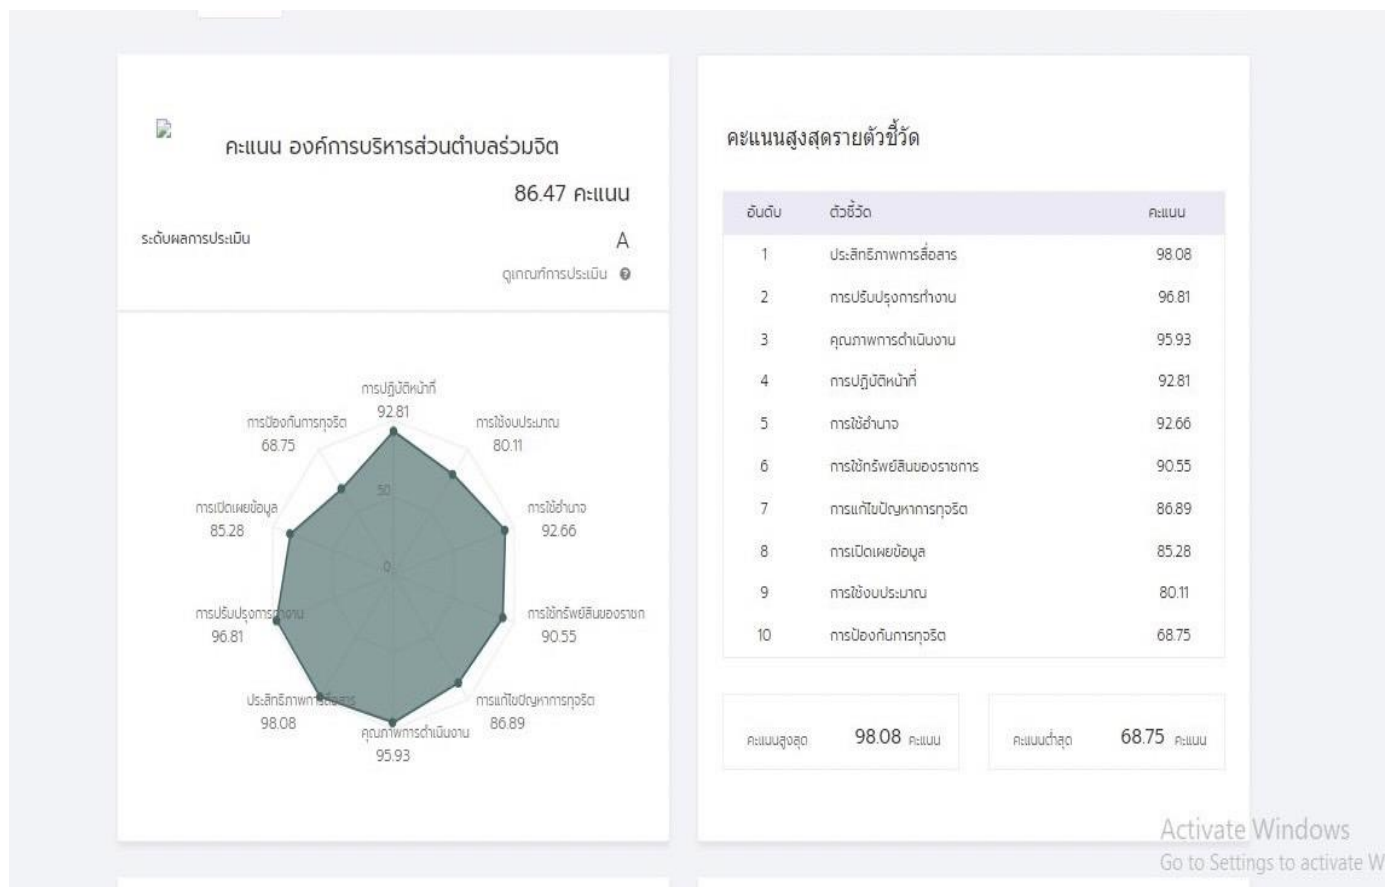 คะแนน องค์การบริหารส่วนตำบลร่วมจิต
86.47 คะแนน
ระดับผลการประเมิน A
ดูเกณฑ์การประเมิน
การปฏิบัติหน้าที่
92.81
การป้องกันการทุจริต
68.75
การใช้งบประมาณ
80.11
50
การเปิดเผยข้อมูล
85.28
การใช้อำนาจ
92.66
0
การปรับปรุงการทำงาน
96.81
การใช้ทรัพย์สินของราชก
90.55
ประสิทธิภาพการสื่อสาร
98.08
การแก้ไขปัญหาการทุจริต
86.89
คุณภาพการดำเนินงาน
95.93
คะแนนสูงสุดรายตัวชี้วัด
อันดับ ตัวชี้วัด คะแนน
1 ประสิทธิภาพการสื่อสาร 98.08
2 การปรับปรุงการทำงาน 96.81
3 คุณภาพการดำเนินงาน 95.93
4 การปฏิบัติหน้าที่ 92.81
5 การใช้อำนาจ 92.66
6 การใช้ทรัพย์สินของราชการ 90.55
7 การแก้ไขปัญหาการทุจริต 86.89
8 การเปิดเผยข้อมูล 85.28
9 การใช้งบประมาณ 80.11
10 การป้องกันการทุจริต 68.75
คะแนนสูงสุด 98.08 คะแนน
คะแนนต่ำสุด 68.75 คะแนน
Activate Windows
Go to Settings to activate W